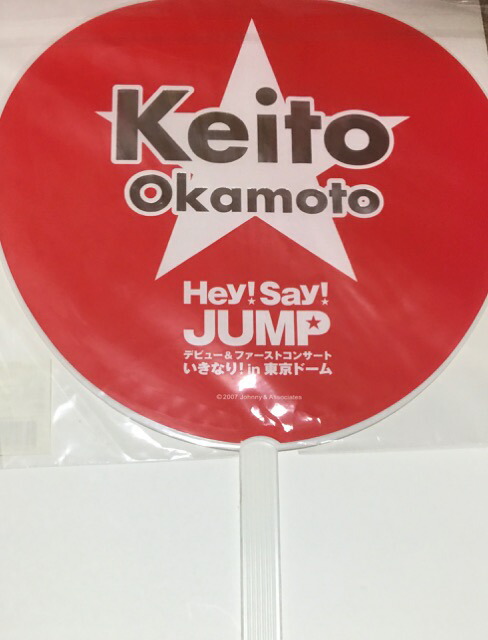 Keito
Okamoto
Hey! Say!
JUMP
デビュー&ファーストコンサート
いきなり! in 東京ドーム
©2007 Johnny & Associates